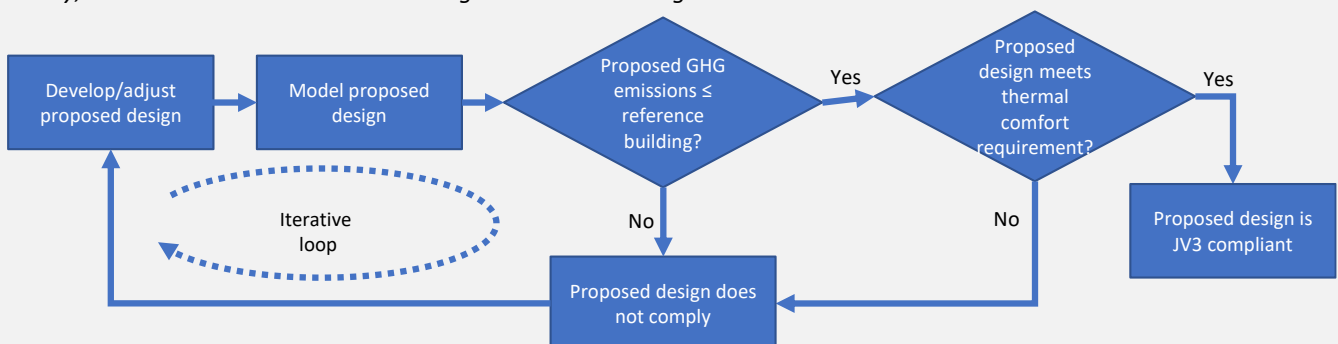 Develop/adjust
proposed design
Model proposed
design
Proposed GHG
emissions ≤
reference
building?
Yes
Proposed
design meets
thermal
comfort
requirement?
Yes
Iterative
loop
No
No
Proposed design is
JV3 compliant
Proposed design does
not comply